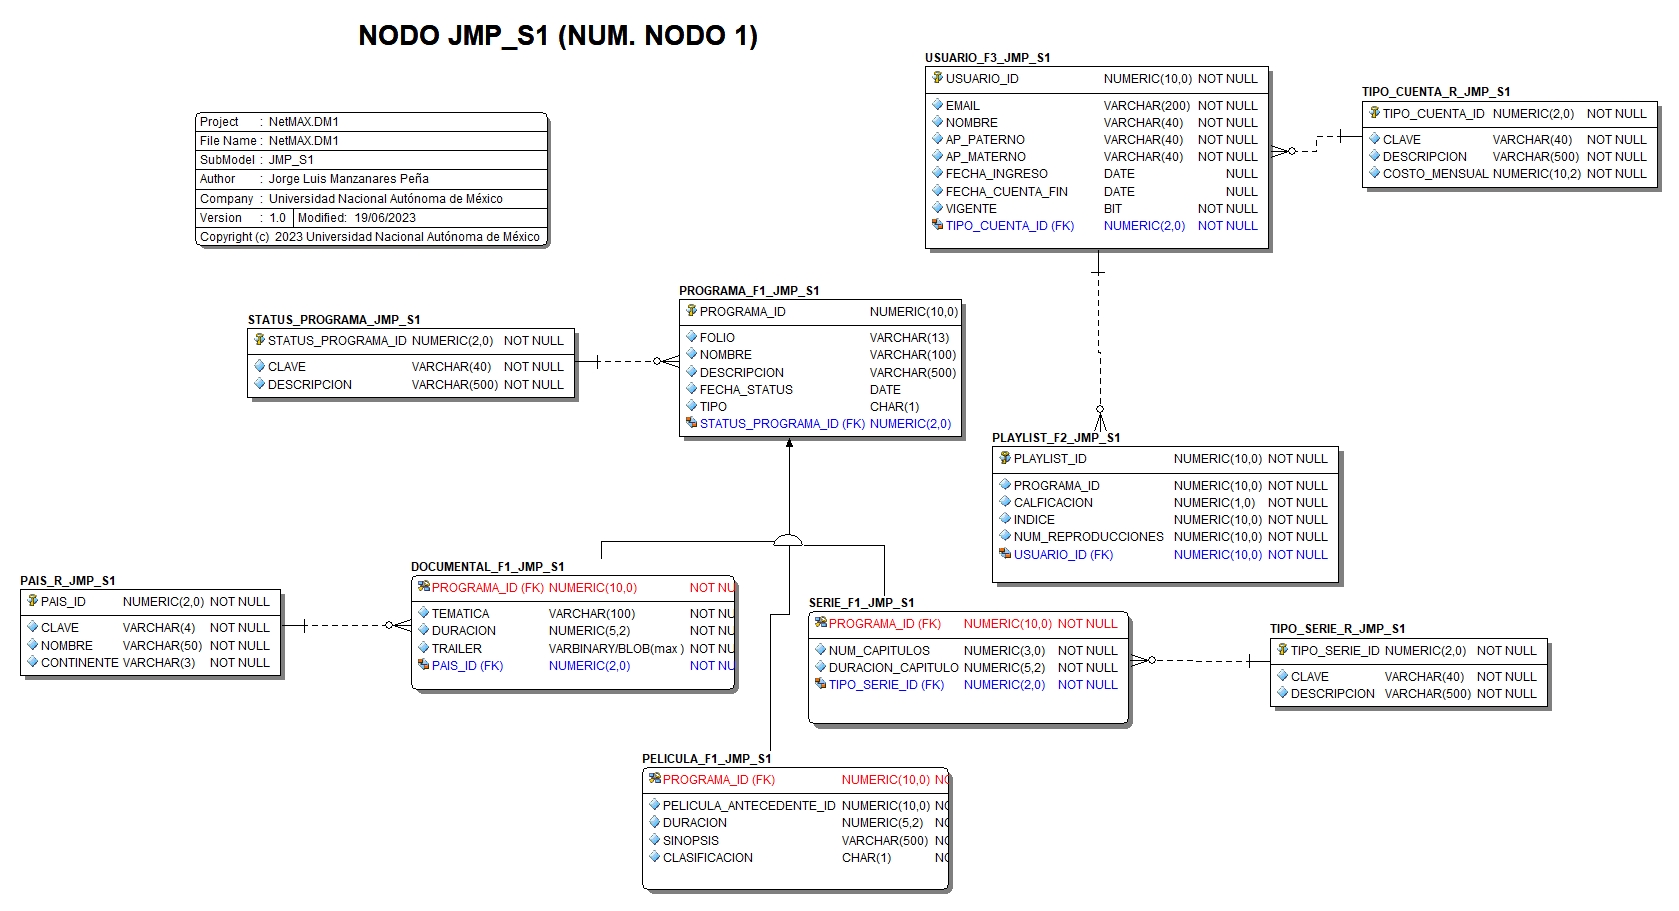 NODO JMP_S1 (NUM. NODO 1)
Project : NetMAX.DM1
File Name : NetMAX.DM1
SubModel : JMP_S1
Author : Jorge Luis Manzanares Peña
Company : Universidad Nacional Autónoma de México
Version : 1.0 Modified: 19/06/2023
Copyright (c) 2023 Universidad Nacional Autónoma de México
USUARIO_F3_JMP_S1
USUARIO_ID NUMERIC(10,0) NOT NULL
EMAIL VARCHAR(200) NOT NULL
NOMBRE VARCHAR(40) NOT NULL
AP_PATERNO VARCHAR(40) NOT NULL
AP_MATERNO VARCHAR(40) NOT NULL
FECHA_INGRESO DATE NULL
FECHA_CUENTA_FIN DATE NULL
VIGENTE BIT NOT NULL
TIPO_CUENTA_ID (FK) NUMERIC(2,0) NOT NULL
TIPO_CUENTA_R_JMP_S1
TIPO_CUENTA_ID NUMERIC(2,0) NOT NULL
CLAVE VARCHAR(40) NOT NULL
DESCRIPCION VARCHAR(500) NOT NULL
COSTO_MENSUAL NUMERIC(10,2) NOT NULL
STATUS_PROGRAMA_JMP_S1
STATUS_PROGRAMA_ID NUMERIC(2,0) NOT NULL
CLAVE VARCHAR(40) NOT NULL
DESCRIPCION VARCHAR(500) NOT NULL
PROGRAMA_F1_JMP_S1
PROGRAMA_ID NUMERIC(10,0)
FOLIO VARCHAR(13)
NOMBRE VARCHAR(100)
DESCRIPCION VARCHAR(500)
FECHA_STATUS DATE
TIPO CHAR(1)
STATUS_PROGRAMA_ID (FK) NUMERIC(2,0)
PLAYLIST_F2_JMP_S1
PLAYLIST_ID NUMERIC(10,0) NOT NULL
PROGRAMA_ID NUMERIC(10,0) NOT NULL
CALFICACION NUMERIC(1,0) NOT NULL
INDICE NUMERIC(10,0) NOT NULL
NUM_REPRODUCCIONES NUMERIC(10,0) NOT NULL
USUARIO_ID (FK) NUMERIC(10,0) NOT NULL
PAIS_R_JMP_S1
PAIS_ID NUMERIC(2,0) NOT NULL
CLAVE VARCHAR(4) NOT NULL
NOMBRE VARCHAR(50) NOT NULL
CONTINENTE VARCHAR(3) NOT NULL
DOCUMENTAL_F1_JMP_S1
PROGRAMA_ID (FK) NUMERIC(10,0) NOT NU
TEMATICA VARCHAR(100) NOT NU
DURACION NUMERIC(5,2) NOT NU
TRAILER VARBINARY/BLOB(max ) NOT NU
PAIS_ID (FK) NUMERIC(2,0) NOT NU
SERIE_F1_JMP_S1
PROGRAMA_ID (FK) NUMERIC(10,0) NOT NULL
NUM_CAPITULOS NUMERIC(3,0) NOT NULL
DURACION_CAPITULO NUMERIC(5,2) NOT NULL
TIPO_SERIE_ID (FK) NUMERIC(2,0) NOT NULL
TIPO_SERIE_R_JMP_S1
TIPO_SERIE_ID NUMERIC(2,0) NOT NULL
CLAVE VARCHAR(40) NOT NULL
DESCRIPCION VARCHAR(500) NOT NULL
PELICULA_F1_JMP_S1
PROGRAMA_ID (FK) NUMERIC(10,0) NO
PELICULA_ANTECEDENTE_ID NUMERIC(10,0) NO
DURACION NUMERIC(5,2) NO
SINOPSIS VARCHAR(500) NO
CLASIFICACION CHAR(1) NO